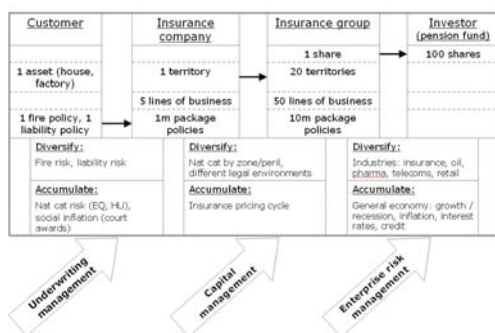 Customer
Insurance company
Insurance group
Investor (pension fund)
1 share
100 shares
1 asset (house, factory)
1 territory
20 territories
5 lines of business
50 lines of business
1 fire policy, 1 liability policy
1m package policies
10m package policies
Diversify:
Fire risk, liability risk
Accumulate:
Nat cat risk (EQ, HU), social inflation (court awards)
Diversify:
Nat cat by zone/peril, different legal environments
Accumulate:
Insurance pricing cycle
Diversify:
Industries: insurance, oil, pharma, telecoms, retail
Accumulate:
General economy: growth / recession, inflation, interest rates, credit
Underwriting management
Capital management
Enterprise risk management